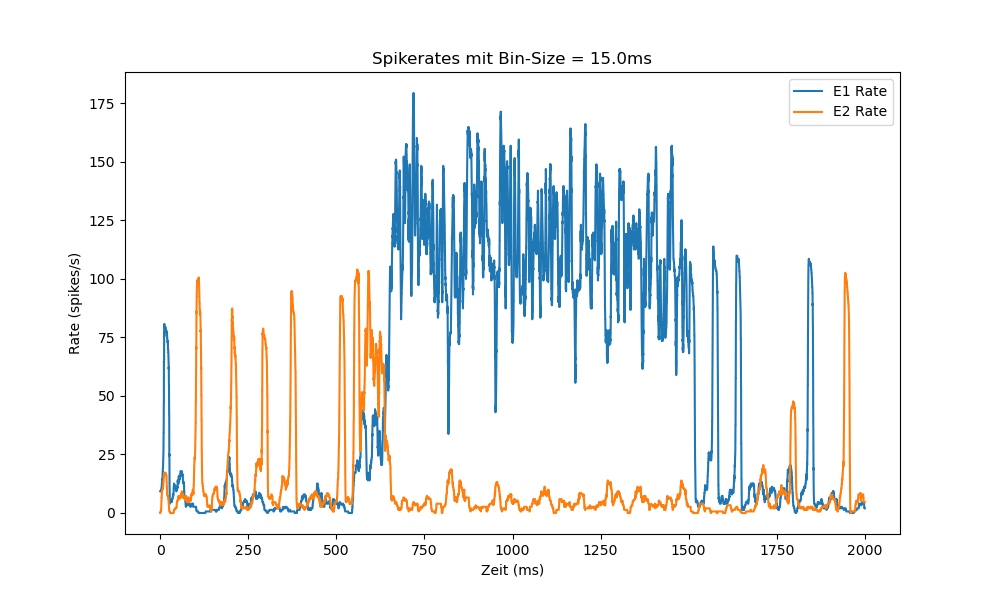 Spikerates mit Bin-Size = 15.0ms
E1 Rate
E2 Rate
175
150
125
100
75
50
25
0
Rate (spikes/s)
0 250 500 750 1000 1250 1500 1750 2000
Zeit (ms)